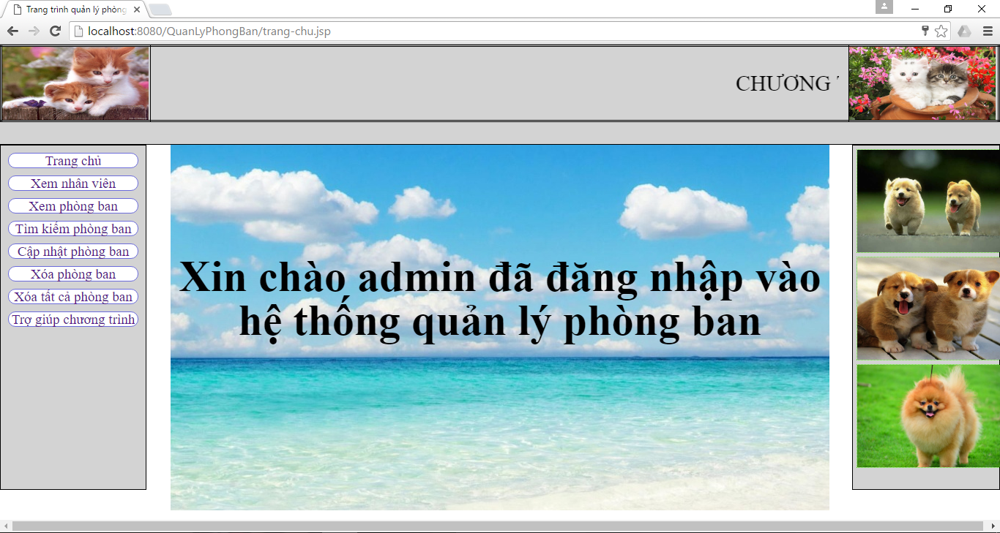 Trang trình quản lý phòng
localhost:8080/QuanLyPhongBan/trang-chu.jsp
CHƯƠNG
Trang chủ
Xem nhân viên
Xem phòng ban
Tìm kiếm phòng ban
Cập nhật phòng ban
Xóa phòng ban
Xóa tất cả phòng ban
Trợ giúp chương trình
Xin chào admin đã đăng nhập vào
hệ thống quản lý phòng ban